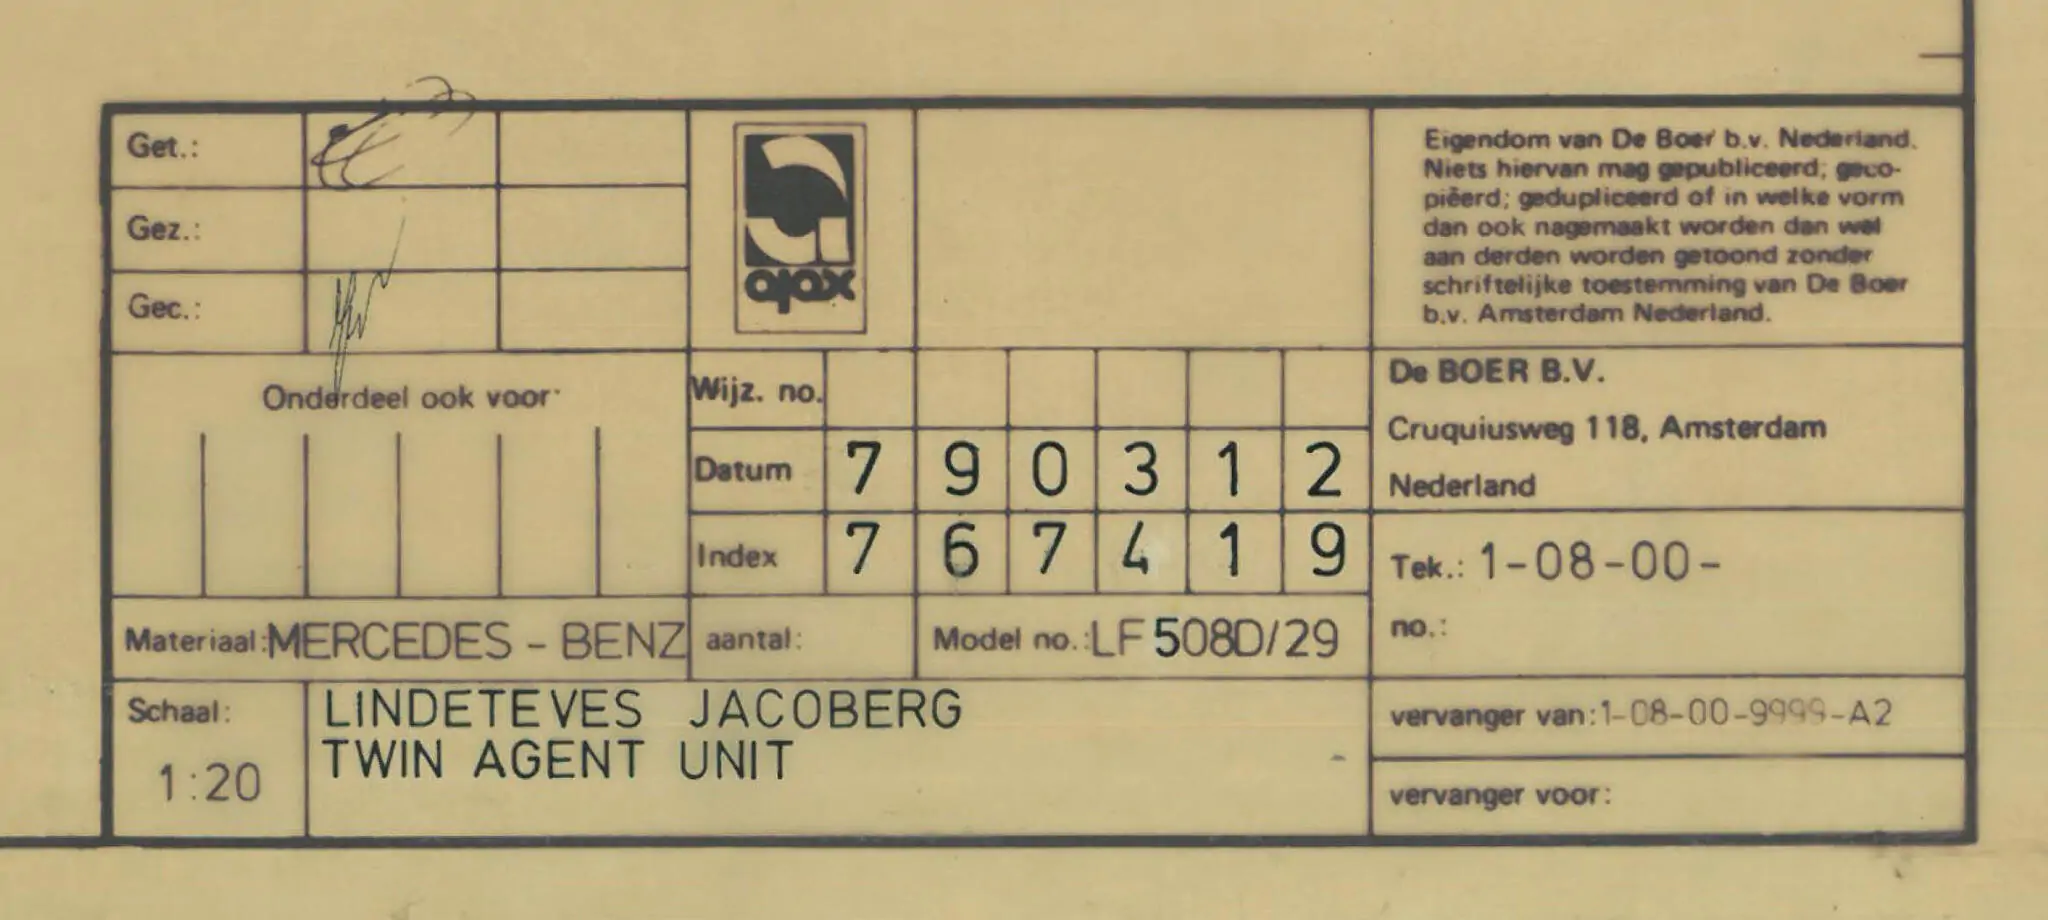 Get.:
Gez.:
Gec.:
ajax
Eigendom van De Boer b.v. Nederland.
Niets hiervan mag gepubliceerd; geco-
piëerd; gedupliceerd of in welke vorm
dan ook nagemaakt worden dan wel
aan derden worden getoond zonder
schriftelijke toestemming van De Boer
b.v. Amsterdam Nederland.
Onderdeel ook voor:
Wijz. no.
Datum 7 9 0 3 1 2
Index 7 6 7 4 1 9
De BOER B.V.
Cruquiusweg 118, Amsterdam
Nederland
Tek.: 1-08-00-
no.:
Materiaal: MERCEDES - BENZ
aantal:
Model no.: LF 508D/29
Schaal:
1:20
LINDETEVES JACOBERG
TWIN AGENT UNIT
vervanger van: 1-08-00-9999-A2
vervanger voor: